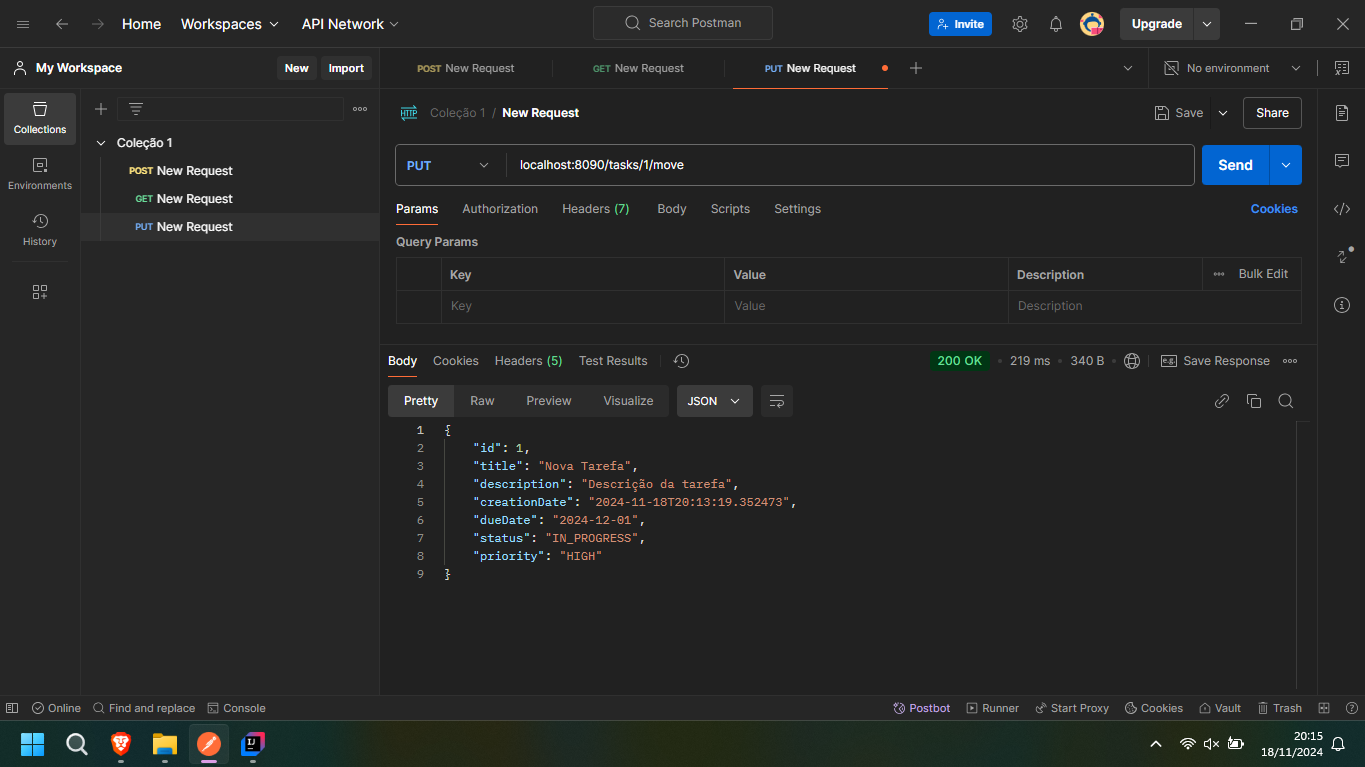 Home Workspaces API Network Search Postman Invite Upgrade
My Workspace New Import POST New Request GET New Request PUT New Request No environment
Collections
Environments
History
Coleção 1
POST New Request
GET New Request
PUT New Request
HTTP Coleção 1 / New Request Save Share
PUT localhost:8090/tasks/1/move Send
Params Authorization Headers (7) Body Scripts Settings Cookies
Query Params
Key Value Description Bulk Edit
Key Value Description
Body Cookies Headers (5) Test Results 200 OK 219 ms 340 B e.g. Save Response
Pretty Raw Preview Visualize JSON
1 {
2 "id": 1,
3 "title": "Nova Tarefa",
4 "description": "Descrição da tarefa",
5 "creationDate": "2024-11-18T20:13:19.352473",
6 "dueDate": "2024-12-01",
7 "status": "IN_PROGRESS",
8 "priority": "HIGH"
9 }
Online Find and replace Console Postbot Runner Start Proxy Cookies Vault Trash
IJ
20:15
18/11/2024